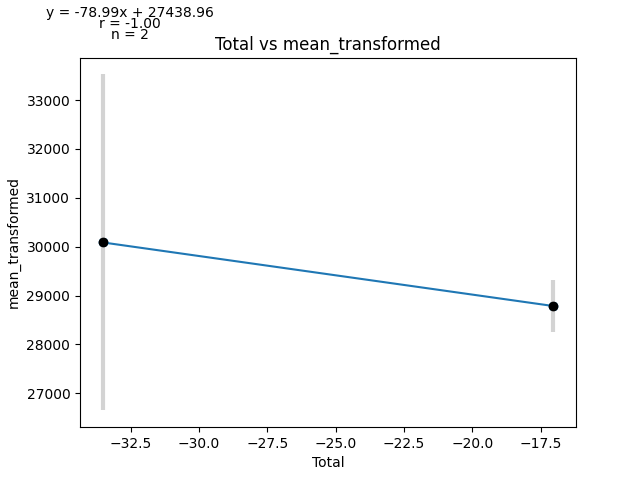 y = -78.99x + 27438.96
r = -1.00
n = 2
Total vs mean_transformed
33000
32000
31000
30000
29000
28000
27000
mean_transformed
−32.5
−30.0
−27.5
−25.0
−22.5
−20.0
−17.5
Total